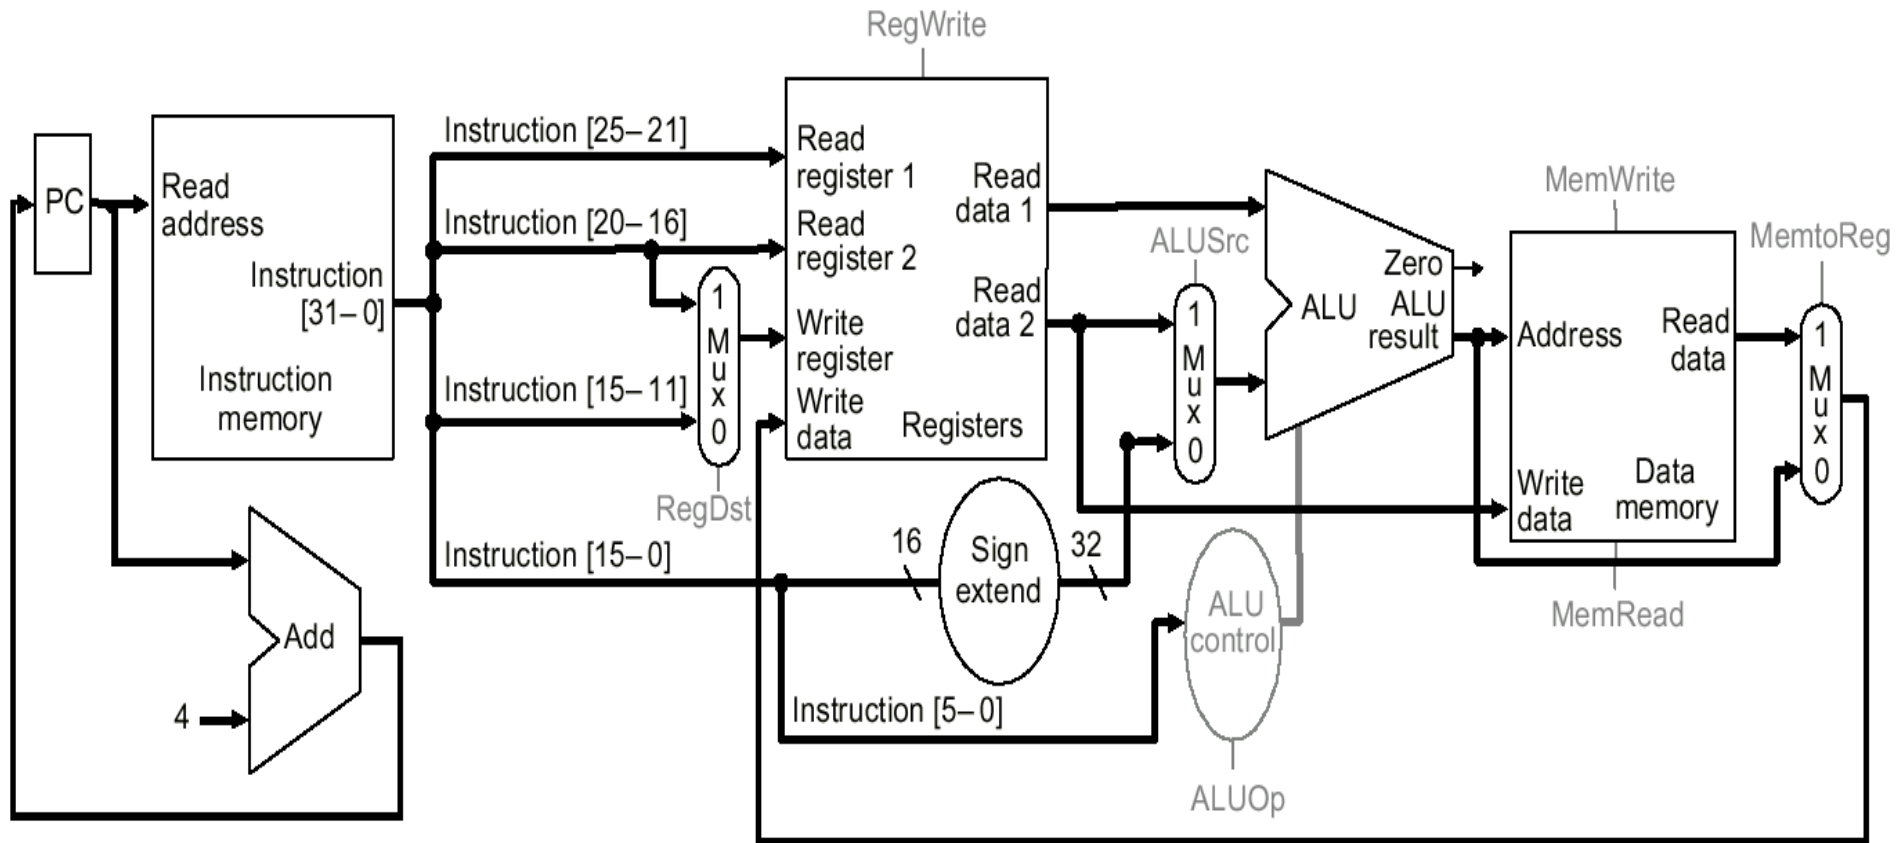 RegWrite
PC
Read
address
Instruction
[31– 0]
Instruction
memory
Instruction [25– 21]
Instruction [20– 16]
Instruction [15– 11]
Instruction [15– 0]
Instruction [5– 0]
1
M
u
x
0
RegDst
Read
register 1
Read
register 2
Write
register
Write
data
Read
data 1
Read
data 2
Registers
16
Sign
extend
32
ALUSrc
1
M
u
x
0
Zero
ALU
ALU
result
ALU
control
ALUOp
MemWrite
Address
Read
data
Write
data
Data
memory
MemRead
MemtoReg
1
M
u
x
0
Add
4